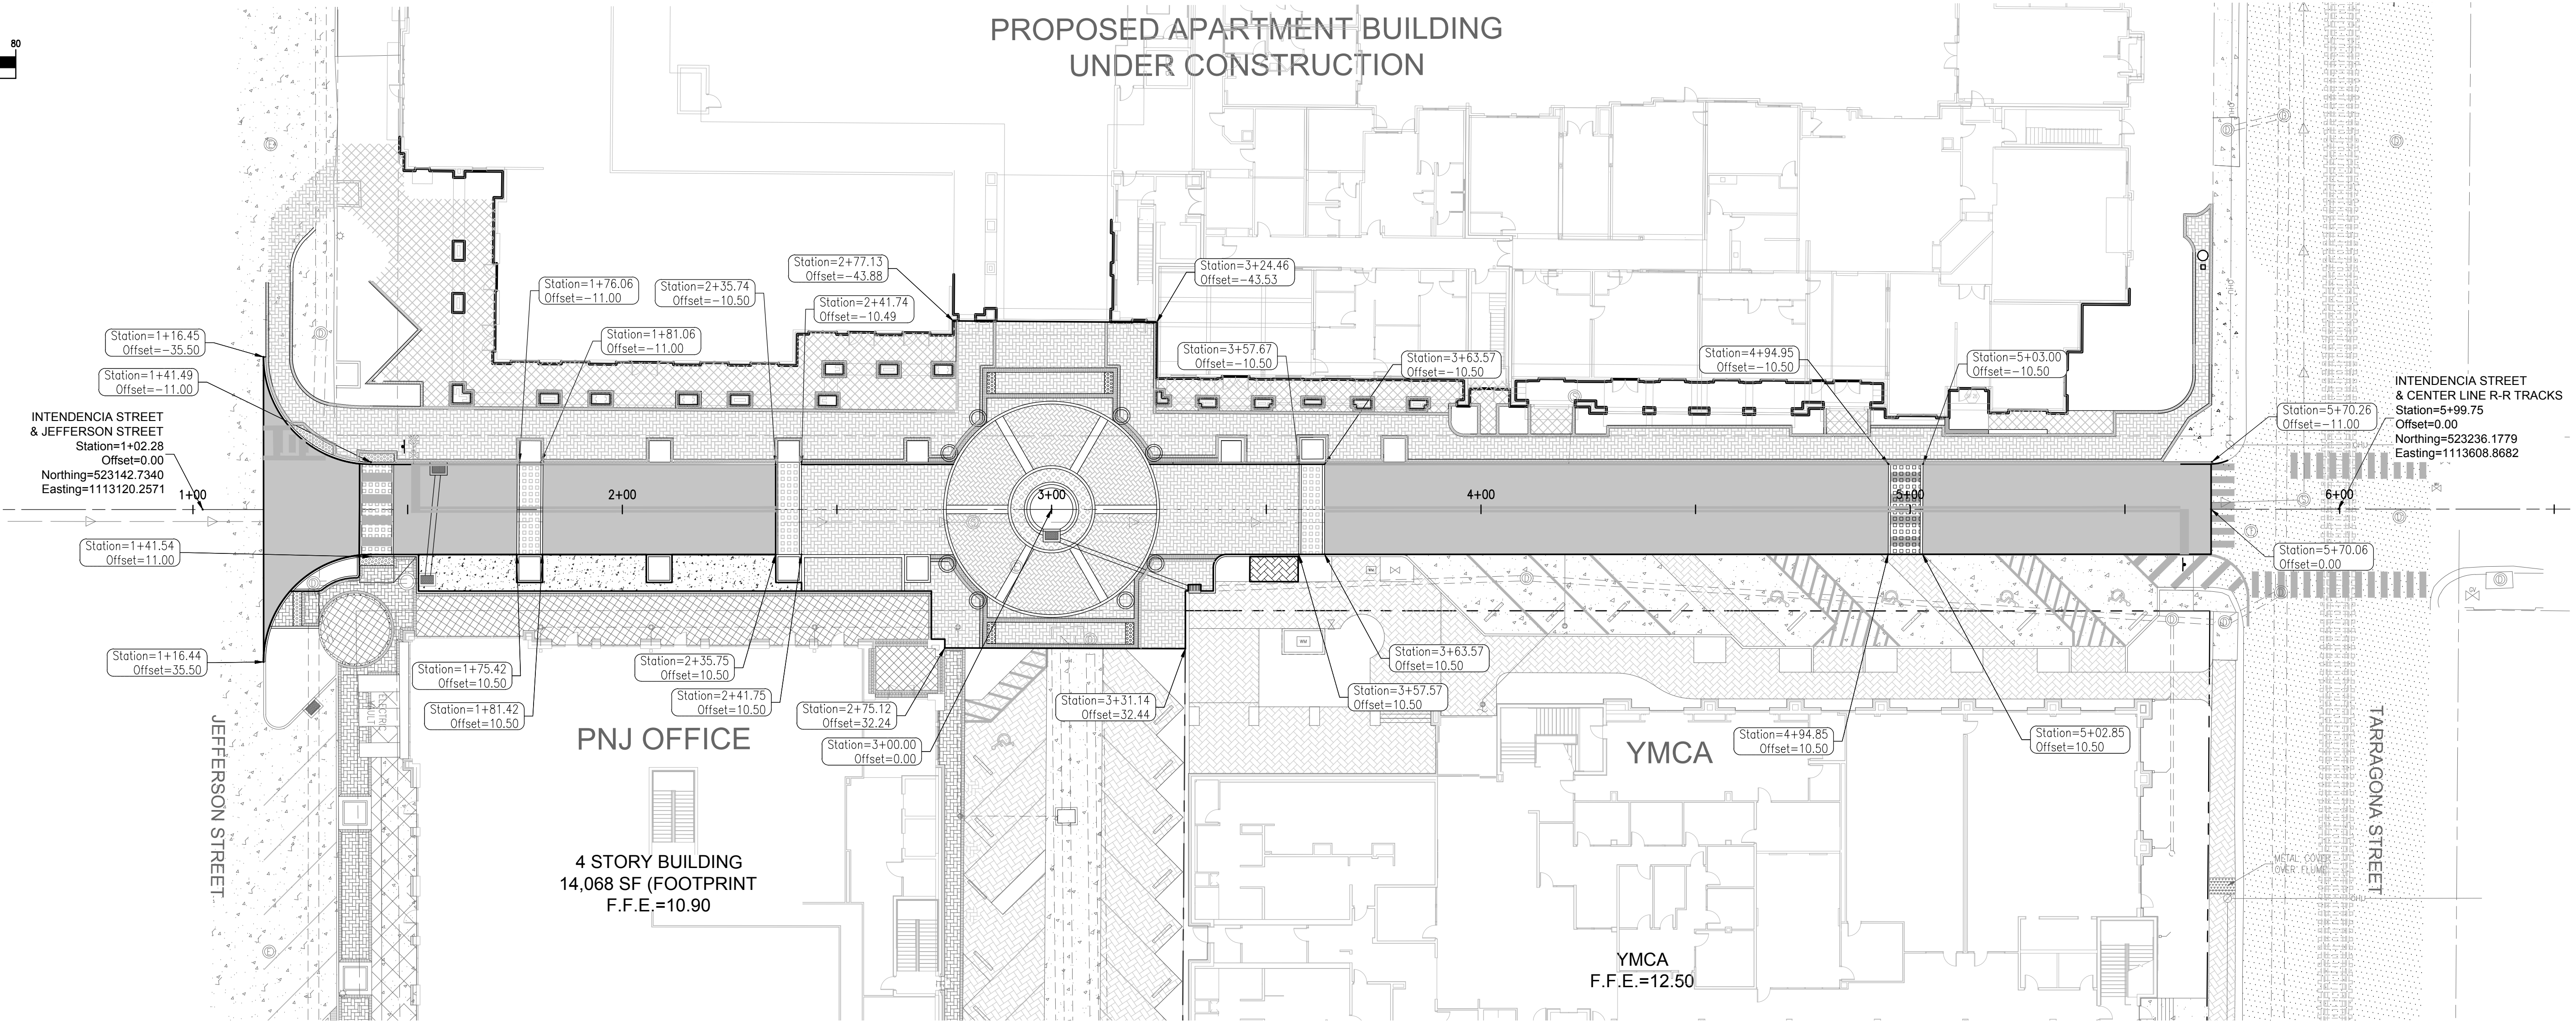 PROPOSED APARTMENT BUILDING
UNDER CONSTRUCTION
80
Station=2+77.13
Offset=-43.88
Station=3+24.46
Offset=-43.53
Station=1+76.06
Offset=-11.00
Station=2+35.74
Offset=-10.50
Station=2+41.74
Offset=-10.49
Station=1+81.06
Offset=-11.00
Station=1+16.45
Offset=-35.50
Station=1+41.49
Offset=-11.00
Station=3+57.67
Offset=-10.50
Station=3+63.57
Offset=-10.50
Station=4+94.95
Offset=-10.50
Station=5+03.00
Offset=-10.50
INTENDENCIA STREET
& JEFFERSON STREET
Station=1+02.28
Offset=0.00
Northing=523142.7340
Easting=1113120.2571
INTENDENCIA STREET
& CENTER LINE R-R TRACKS
Station=5+99.75
Offset=0.00
Northing=523236.1779
Easting=1113608.8682
Station=5+70.26
Offset=-11.00
1+00
2+00
3+00
4+00
5+00
6+00
OHU
OHU
OHU
Station=1+41.54
Offset=11.00
Station=5+70.06
Offset=0.00
WM
WM
Station=1+16.44
Offset=35.50
Station=1+75.42
Offset=10.50
Station=2+35.75
Offset=10.50
Station=3+63.57
Offset=10.50
Station=1+81.42
Offset=10.50
Station=2+41.75
Offset=10.50
Station=2+75.12
Offset=32.24
Station=3+31.14
Offset=32.44
Station=3+57.57
Offset=10.50
Station=3+00.00
Offset=0.00
Station=4+94.85
Offset=10.50
Station=5+02.85
Offset=10.50
ELECTRIC
VAULT
JEFFERSON STREET
PNJ OFFICE
YMCA
TARRAGONA STREET
4 STORY BUILDING
14,068 SF (FOOTPRINT
F.F.E.=10.90
METAL COVER
OVER FLUME
OHU
YMCA
F.F.E.=12.50